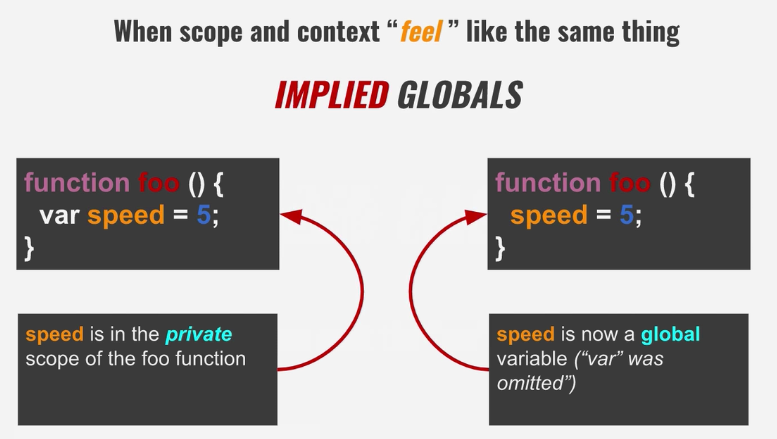 When scope and context “feel” like the same thing
IMPLIED GLOBALS
function foo () {
var speed = 5;
}
function foo () {
speed = 5;
}
speed is in the private
scope of the foo function
speed is now a global
variable (“var” was
omitted”)